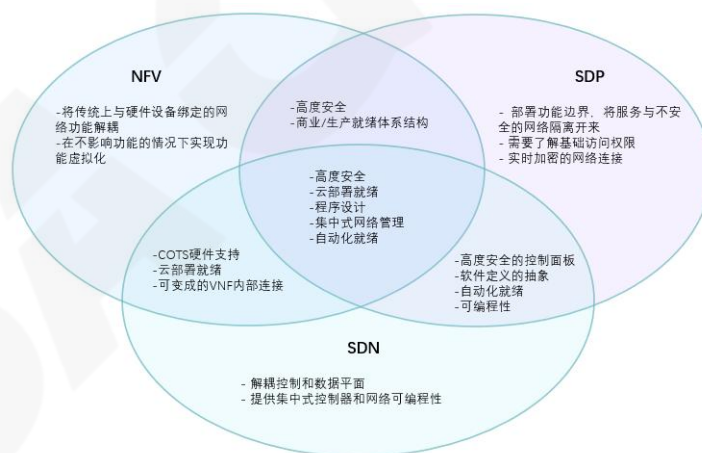 NFV
-将传统上与硬件设备绑定的网
络功能解耦
-在不影响功能的情况下实现功
能虚拟化
-高度安全
-商业/生产就绪体系结构
SDP
- 部署功能边界，将服务与不安
全的网络隔离开来
- 需要了解基础访问权限
- 实时加密的网络连接
-高度安全
-云部署就绪
-程序设计
-集中式网络管理
-自动化就绪
-COTS硬件支持
-云部署就绪
-可变成的VNF内部连接
-高度安全的控制面板
-软件定义的抽象
-自动化就绪
-可编程性
SDN
- 解耦控制和数据平面
- 提供集中式控制器和网络可编程性